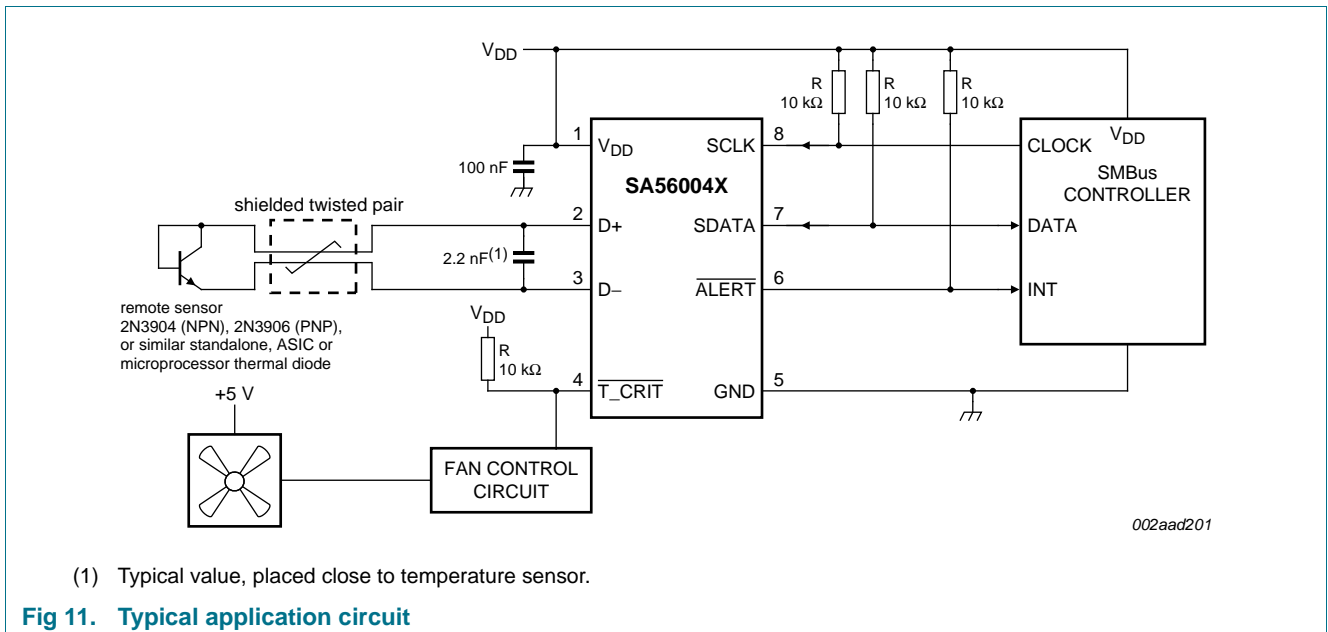 VDD
R
10 kΩ
R
10 kΩ
R
10 kΩ
1
VDD
SCLK
8
CLOCK
VDD
SMBus
CONTROLLER
100 nF
SA56004X
shielded twisted pair
2
D+
SDATA
7
DATA
2.2 nF(1)
3
D−
ALERT
6
INT
remote sensor
2N3904 (NPN), 2N3906 (PNP),
or similar standalone, ASIC or
microprocessor thermal diode
VDD
R
10 kΩ
4
T_CRIT
GND
5
+5 V
FAN CONTROL
CIRCUIT
002aad201
(1) Typical value, placed close to temperature sensor.
Fig 11. Typical application circuit